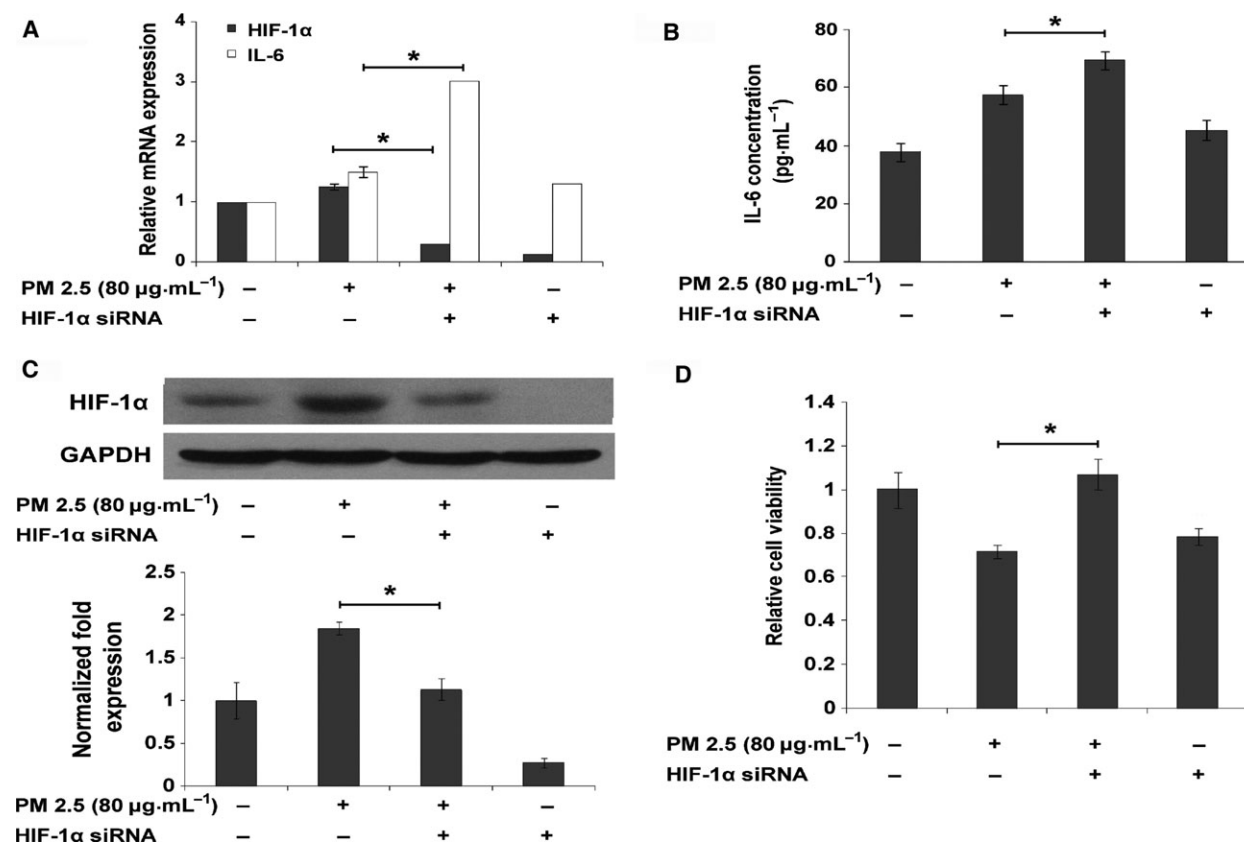 A
Relative mRNA expression
4
3
2
1
0
HIF-1α
IL-6
*
*
PM 2.5 (80 µg·mL⁻¹) – + + –
HIF-1α siRNA – – + +
B
IL-6 concentration
(pg·mL⁻¹)
80
60
40
20
0
*
PM 2.5 (80 µg·mL⁻¹) – + + –
HIF-1α siRNA – – + +
C
HIF-1α
GAPDH
PM 2.5 (80 µg·mL⁻¹) – + + –
HIF-1α siRNA – – + +
Normalized fold
expression
2.5
2
1.5
1
0.5
0
*
PM 2.5 (80 µg·mL⁻¹) – + + –
HIF-1α siRNA – – + +
D
Relative cell viability
1.4
1.2
1
0.8
0.6
0.4
0.2
0
*
PM 2.5 (80 µg·mL⁻¹) – + + –
HIF-1α siRNA – – + +